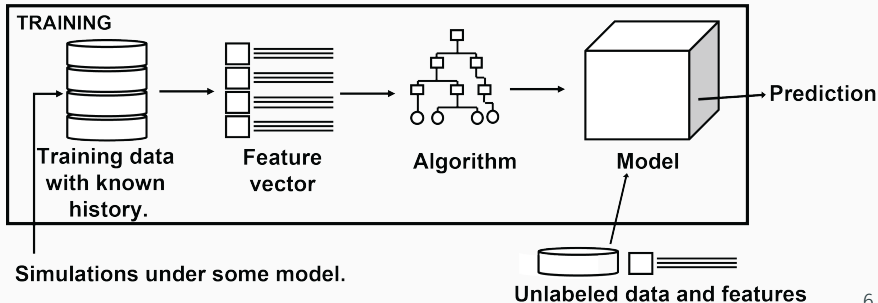 TRAINING
Training data
with known
history.
Feature
vector
Algorithm
Model
Prediction
Simulations under some model.
Unlabeled data and features
6